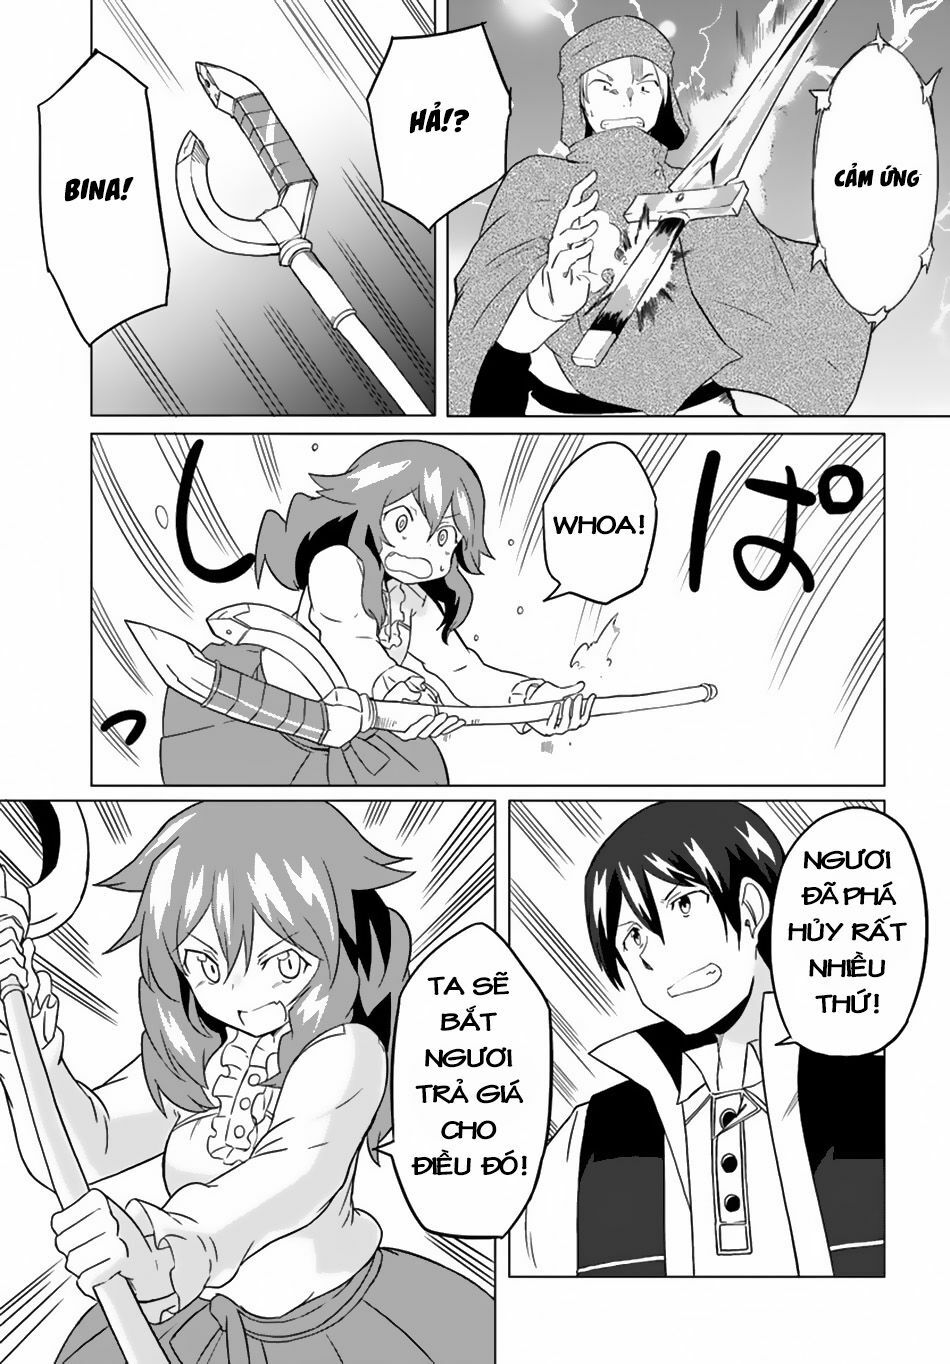 CẢM ỨNG
HẢ!?
BINA!
ぱ
しっ
WHOA!
NGƯƠI
ĐÃ PHÁ
HỦY RẤT
NHIỀU
THỨ!
TA SẼ
BẮT
NGƯƠI
TRẢ GIÁ
CHO
ĐIỀU ĐÓ!